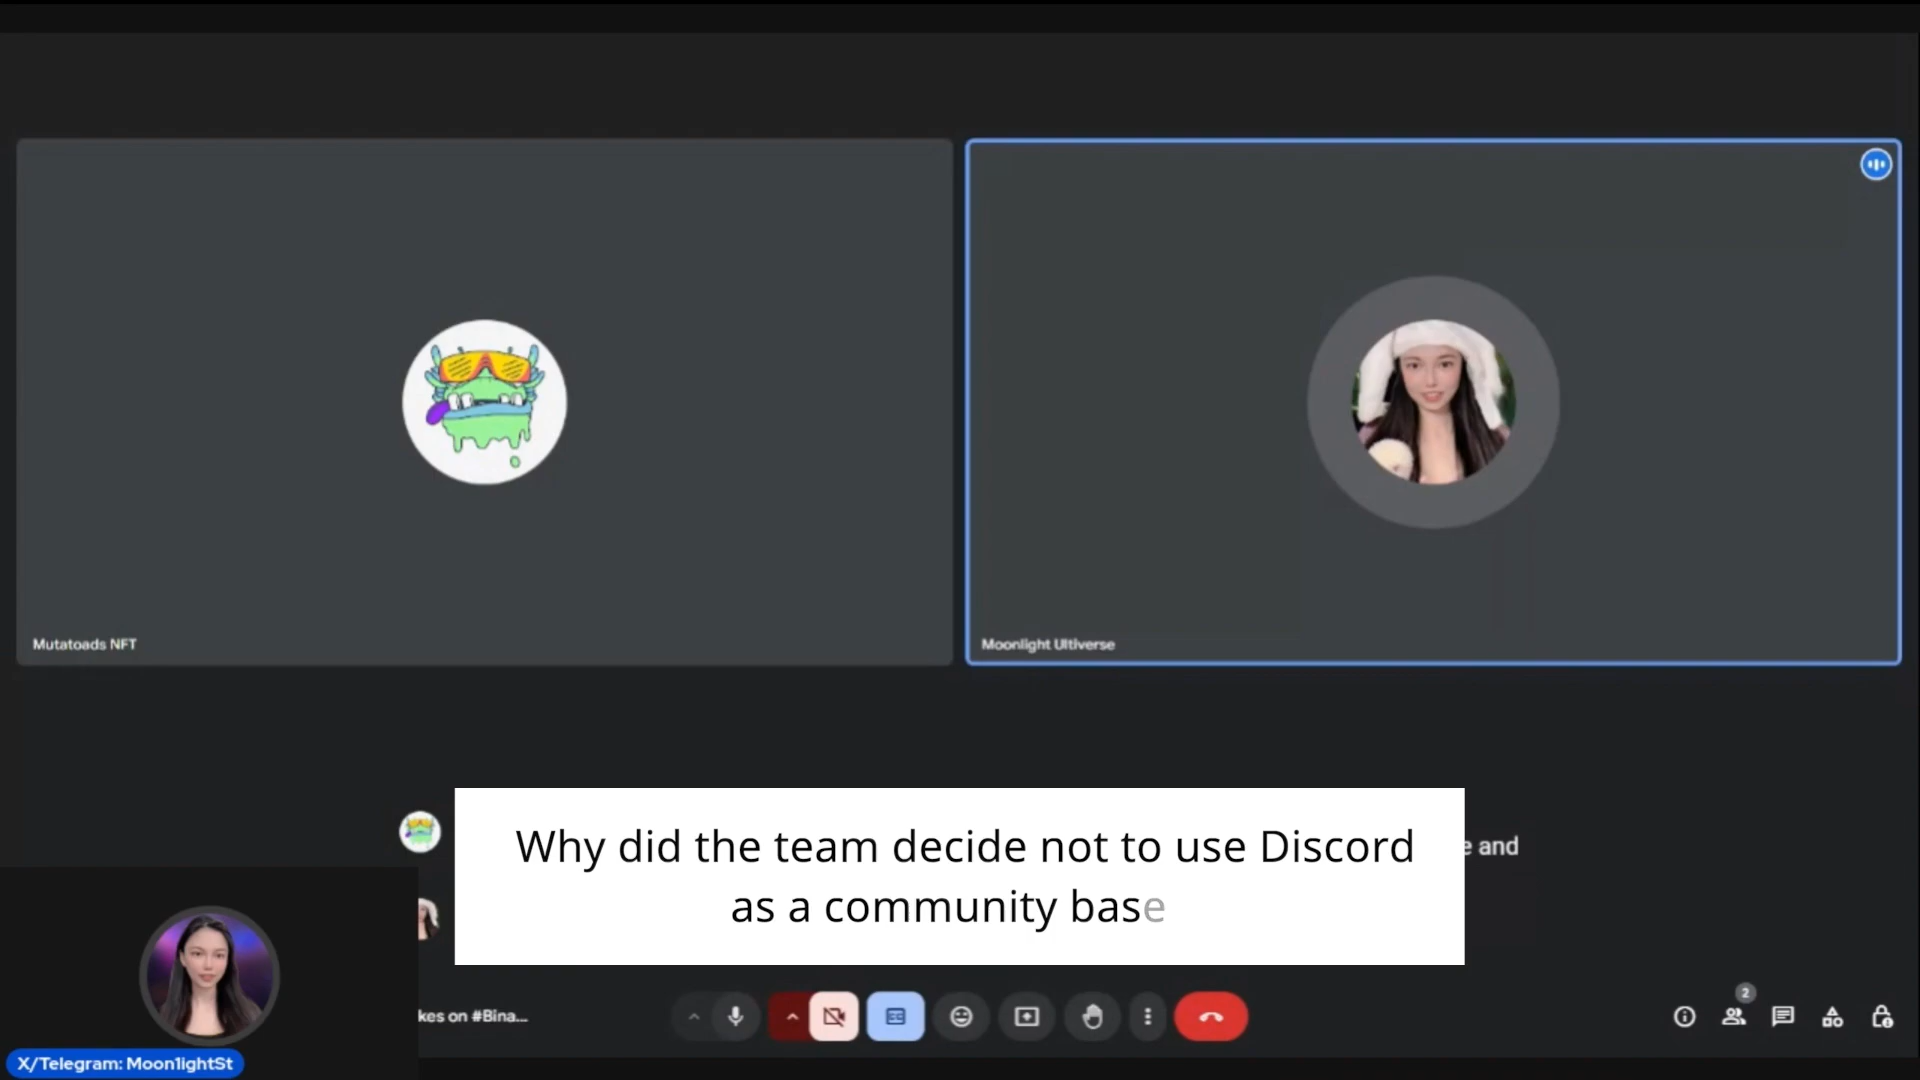 Mutatoads NFT
Moonlight Ultiverse
Why did the team decide not to use Discord
as a community base
e and
kes on #Bina...
2
X/Telegram: Moon1ightSt